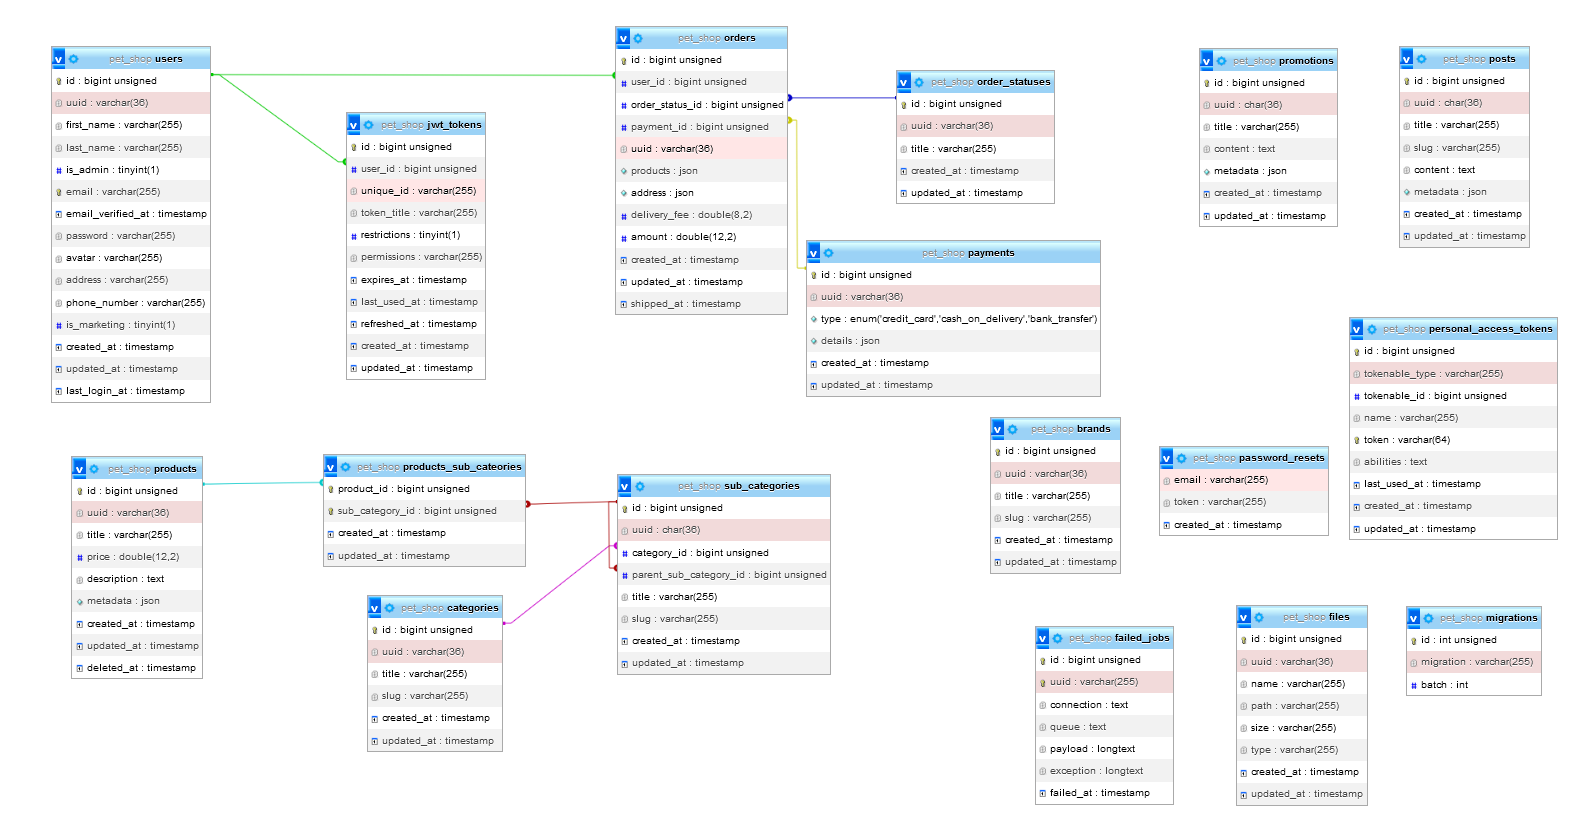 pet_shop users
id : bigint unsigned
uuid : varchar(36)
first_name : varchar(255)
last_name : varchar(255)
is_admin : tinyint(1)
email : varchar(255)
email_verified_at : timestamp
password : varchar(255)
avatar : varchar(255)
address : varchar(255)
phone_number : varchar(255)
is_marketing : tinyint(1)
created_at : timestamp
updated_at : timestamp
last_login_at : timestamp
pet_shop jwt_tokens
id : bigint unsigned
user_id : bigint unsigned
unique_id : varchar(255)
token_title : varchar(255)
restrictions : tinyint(1)
permissions : varchar(255)
expires_at : timestamp
last_used_at : timestamp
refreshed_at : timestamp
created_at : timestamp
updated_at : timestamp
pet_shop orders
id : bigint unsigned
user_id : bigint unsigned
order_status_id : bigint unsigned
payment_id : bigint unsigned
uuid : varchar(36)
products : json
address : json
delivery_fee : double(8,2)
amount : double(12,2)
created_at : timestamp
updated_at : timestamp
shipped_at : timestamp
pet_shop order_statuses
id : bigint unsigned
uuid : varchar(36)
title : varchar(255)
created_at : timestamp
updated_at : timestamp
pet_shop payments
id : bigint unsigned
uuid : varchar(36)
type : enum('credit_card','cash_on_delivery','bank_transfer')
details : json
created_at : timestamp
updated_at : timestamp
pet_shop promotions
id : bigint unsigned
uuid : char(36)
title : varchar(255)
content : text
metadata : json
created_at : timestamp
updated_at : timestamp
pet_shop posts
id : bigint unsigned
uuid : char(36)
title : varchar(255)
slug : varchar(255)
content : text
metadata : json
created_at : timestamp
updated_at : timestamp
pet_shop personal_access_tokens
id : bigint unsigned
tokenable_type : varchar(255)
tokenable_id : bigint unsigned
name : varchar(255)
token : varchar(64)
abilities : text
last_used_at : timestamp
created_at : timestamp
updated_at : timestamp
pet_shop products
id : bigint unsigned
uuid : varchar(36)
title : varchar(255)
price : double(12,2)
description : text
metadata : json
created_at : timestamp
updated_at : timestamp
deleted_at : timestamp
pet_shop products_sub_cateories
product_id : bigint unsigned
sub_category_id : bigint unsigned
created_at : timestamp
updated_at : timestamp
pet_shop categories
id : bigint unsigned
uuid : varchar(36)
title : varchar(255)
slug : varchar(255)
created_at : timestamp
updated_at : timestamp
pet_shop sub_categories
id : bigint unsigned
uuid : char(36)
category_id : bigint unsigned
parent_sub_category_id : bigint unsigned
title : varchar(255)
slug : varchar(255)
created_at : timestamp
updated_at : timestamp
pet_shop brands
id : bigint unsigned
uuid : varchar(36)
title : varchar(255)
slug : varchar(255)
created_at : timestamp
updated_at : timestamp
pet_shop password_resets
email : varchar(255)
token : varchar(255)
created_at : timestamp
pet_shop failed_jobs
id : bigint unsigned
uuid : varchar(255)
connection : text
queue : text
payload : longtext
exception : longtext
failed_at : timestamp
pet_shop files
id : bigint unsigned
uuid : varchar(36)
name : varchar(255)
path : varchar(255)
size : varchar(255)
type : varchar(255)
created_at : timestamp
updated_at : timestamp
pet_shop migrations
id : int unsigned
migration : varchar(255)
batch : int